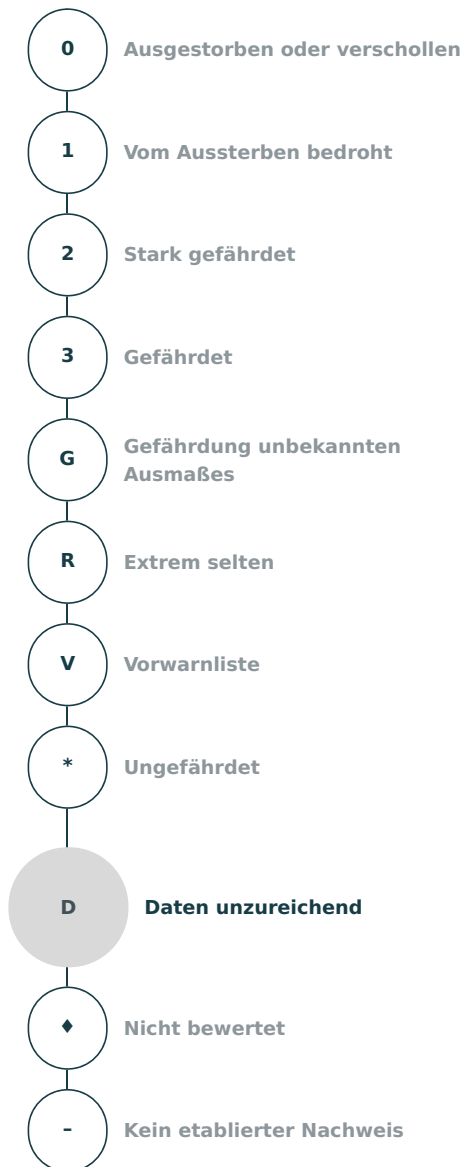 0 Ausgestorben oder verschollen
1 Vom Aussterben bedroht
2 Stark gefährdet
3 Gefährdet
G Gefährdung unbekannten
Ausmaßes
R Extrem selten
V Vorwarnliste
* Ungefährdet
D Daten unzureichend
♦ Nicht bewertet
– Kein etablierter Nachweis